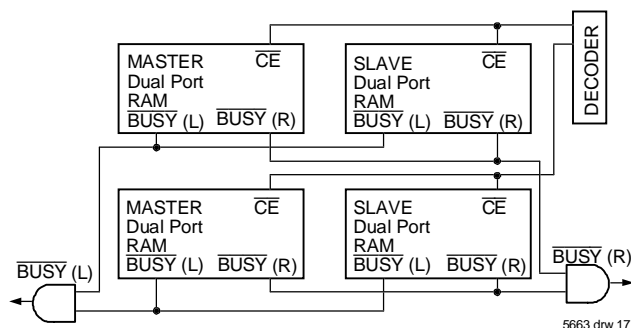 MASTER CE
Dual Port
RAM
BUSY (L) BUSY (R)
SLAVE CE
Dual Port
RAM
BUSY (L) BUSY (R)
DECODER
MASTER CE
Dual Port
RAM
BUSY (L) BUSY (R)
SLAVE CE
Dual Port
RAM
BUSY (L) BUSY (R)
BUSY (L)
BUSY (R)
5663 drw 17